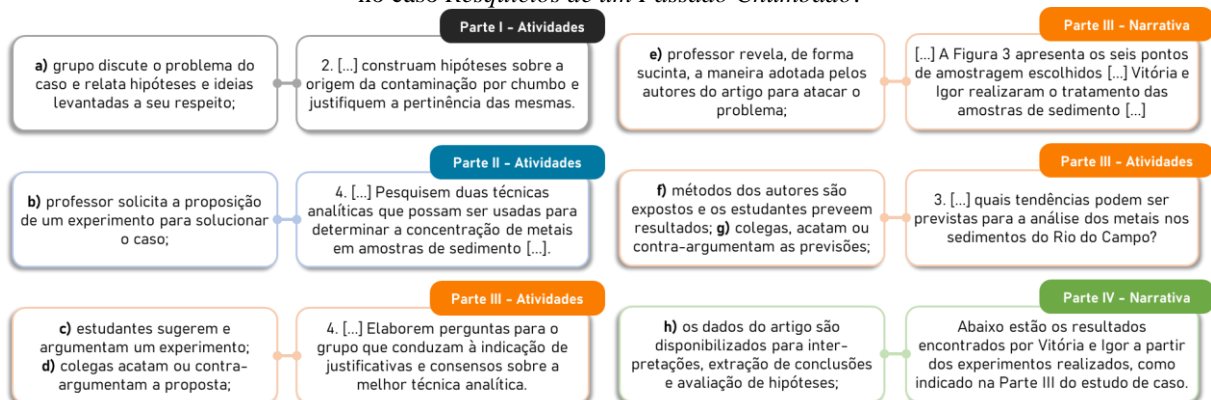 no caso Resquícios de um Passado Chumbado.
Parte I - Atividades
a) grupo discute o problema do
caso e relata hipóteses e ideias
levantadas a seu respeito;
2. [...] construam hipóteses sobre a
origem da contaminação por chumbo e
justifiquem a pertinência das mesmas.
Parte II - Atividades
b) professor solicita a proposição
de um experimento para solucionar
o caso;
4. [...] Pesquisem duas técnicas
analíticas que possam ser usadas para
determinar a concentração de metais
em amostras de sedimento [...].
Parte III - Atividades
c) estudantes sugerem e
argumentam um experimento;
d) colegas acatam ou contra-
argumentam a proposta;
4. [...] Elaborem perguntas para o
grupo que conduzam à indicação de
justificativas e consensos sobre a
melhor técnica analítica.
Parte III - Narrativa
e) professor revela, de forma
sucinta, a maneira adotada pelos
autores do artigo para atacar o
problema;
[...] A Figura 3 apresenta os seis pontos
de amostragem escolhidos [...] Vitória e
Igor realizaram o tratamento das
amostras de sedimento [...]
Parte III - Atividades
f) métodos dos autores são
expostos e os estudantes preveem
resultados; g) colegas, acatam ou
contra-argumentam as previsões;
3. [...] quais tendências podem ser
previstas para a análise dos metais nos
sedimentos do Rio do Campo?
Parte IV - Narrativa
h) os dados do artigo são
disponibilizados para inter-
pretações, extração de conclusões
e avaliação de hipóteses;
Abaixo estão os resultados
encontrados por Vitória e Igor a partir
dos experimentos realizados, como
indicado na Parte III do estudo de caso.